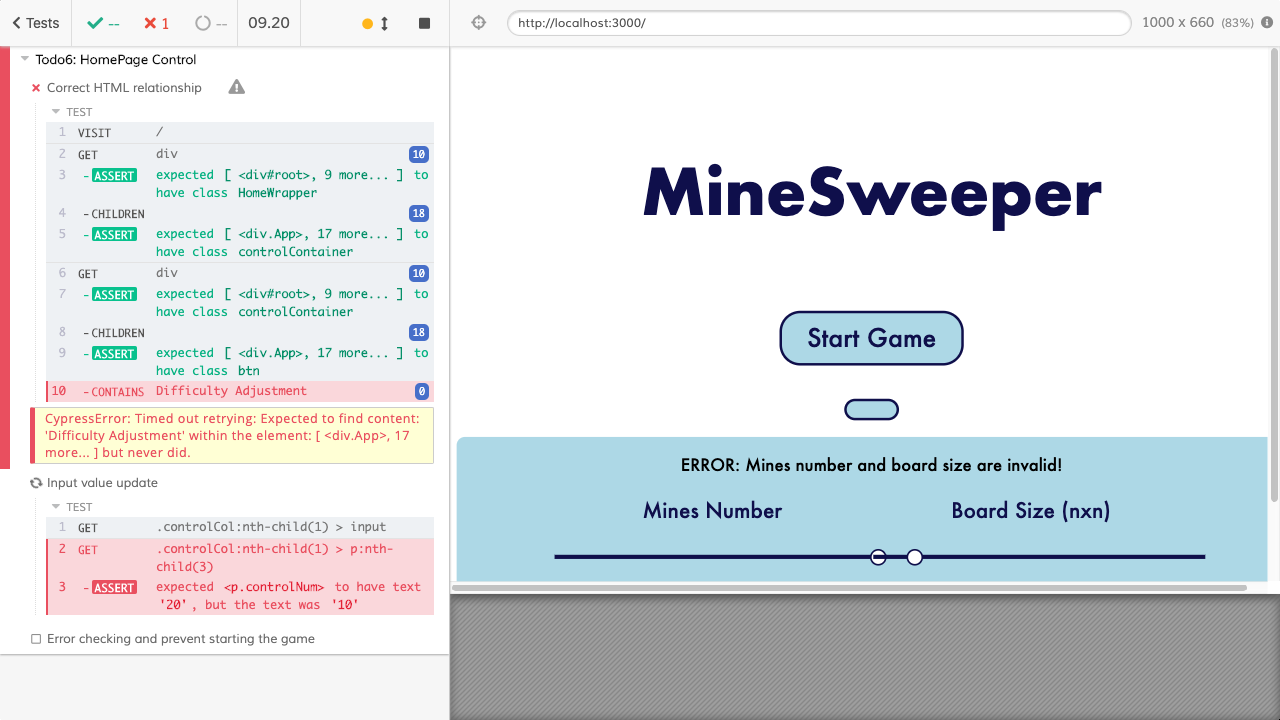 Tests
--
1
--
09.20
http://localhost:3000/
1000 x 660 (83%)
Todo6: HomePage Control
Correct HTML relationship
TEST
1 VISIT /
2 GET div 10
3 -ASSERT expected [ <div#root>, 9 more... ] to
have class HomeWrapper
4 -CHILDREN 18
5 -ASSERT expected [ <div.App>, 17 more... ] to
have class controlContainer
6 GET div 10
7 -ASSERT expected [ <div#root>, 9 more... ] to
have class controlContainer
8 -CHILDREN 18
9 -ASSERT expected [ <div.App>, 17 more... ] to
have class btn
10 -CONTAINS Difficulty Adjustment 0
CypressError: Timed out retrying: Expected to find content:
'Difficulty Adjustment' within the element: [ <div.App>, 17
more... ] but never did.
Input value update
TEST
1 GET .controlCol:nth-child(1) > input
2 GET .controlCol:nth-child(1) > p:nth-
child(3)
3 -ASSERT expected <p.controlNum> to have text
'20', but the text was '10'
Error checking and prevent starting the game
MineSweeper
Start Game
ERROR: Mines number and board size are invalid!
Mines Number
Board Size (nxn)